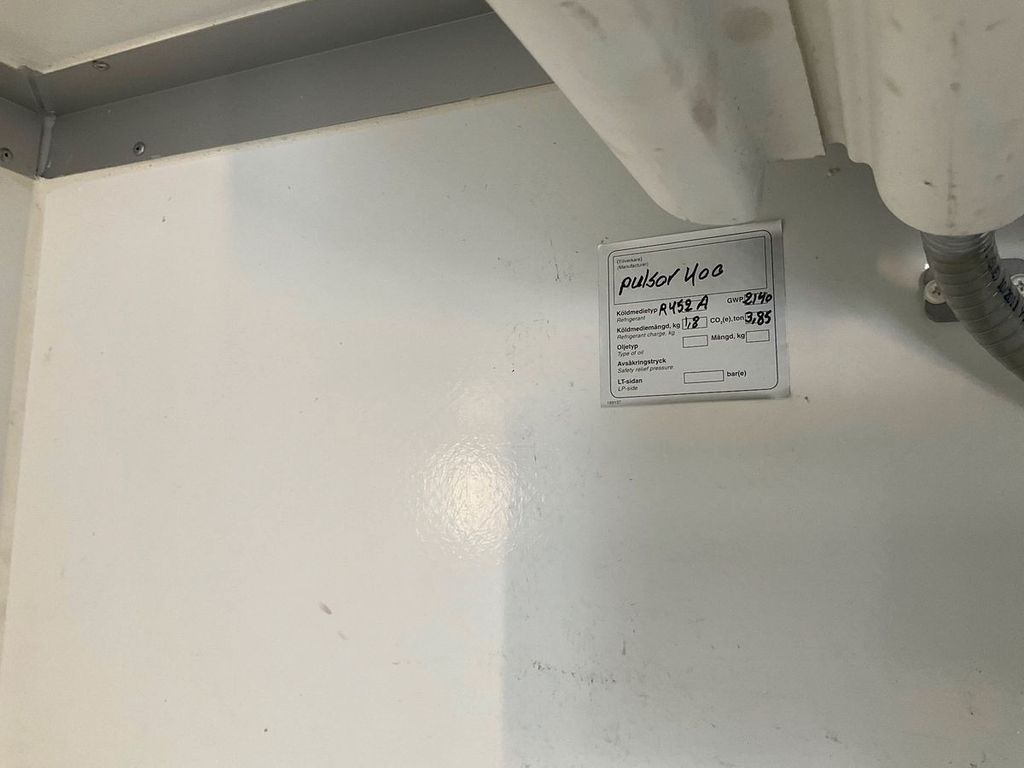 (Tillverkare)
(Manufacturer)
pulsor 400
Köldmedietyp R452A GWP 2140
Refrigerant
Köldmediemängd, kg 1,8 CO₂(e), ton 3,85
Refrigerant charge, kg
Oljetyp Mängd, kg
Type of oil
Avsäkringstryck
Safety relief pressure
LT-sidan bar(e)
LP-side